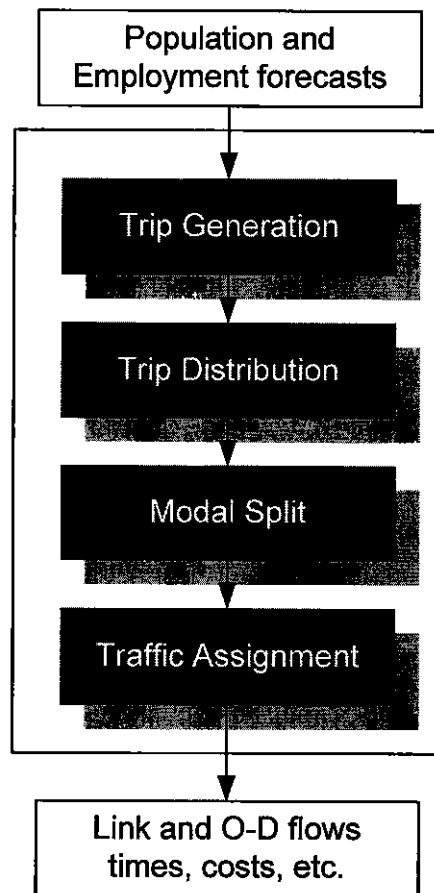 Population and
Employment forecasts
Trip Generation
Trip Distribution
Modal Split
Traffic Assignment
Link and O-D flows
times, costs, etc.